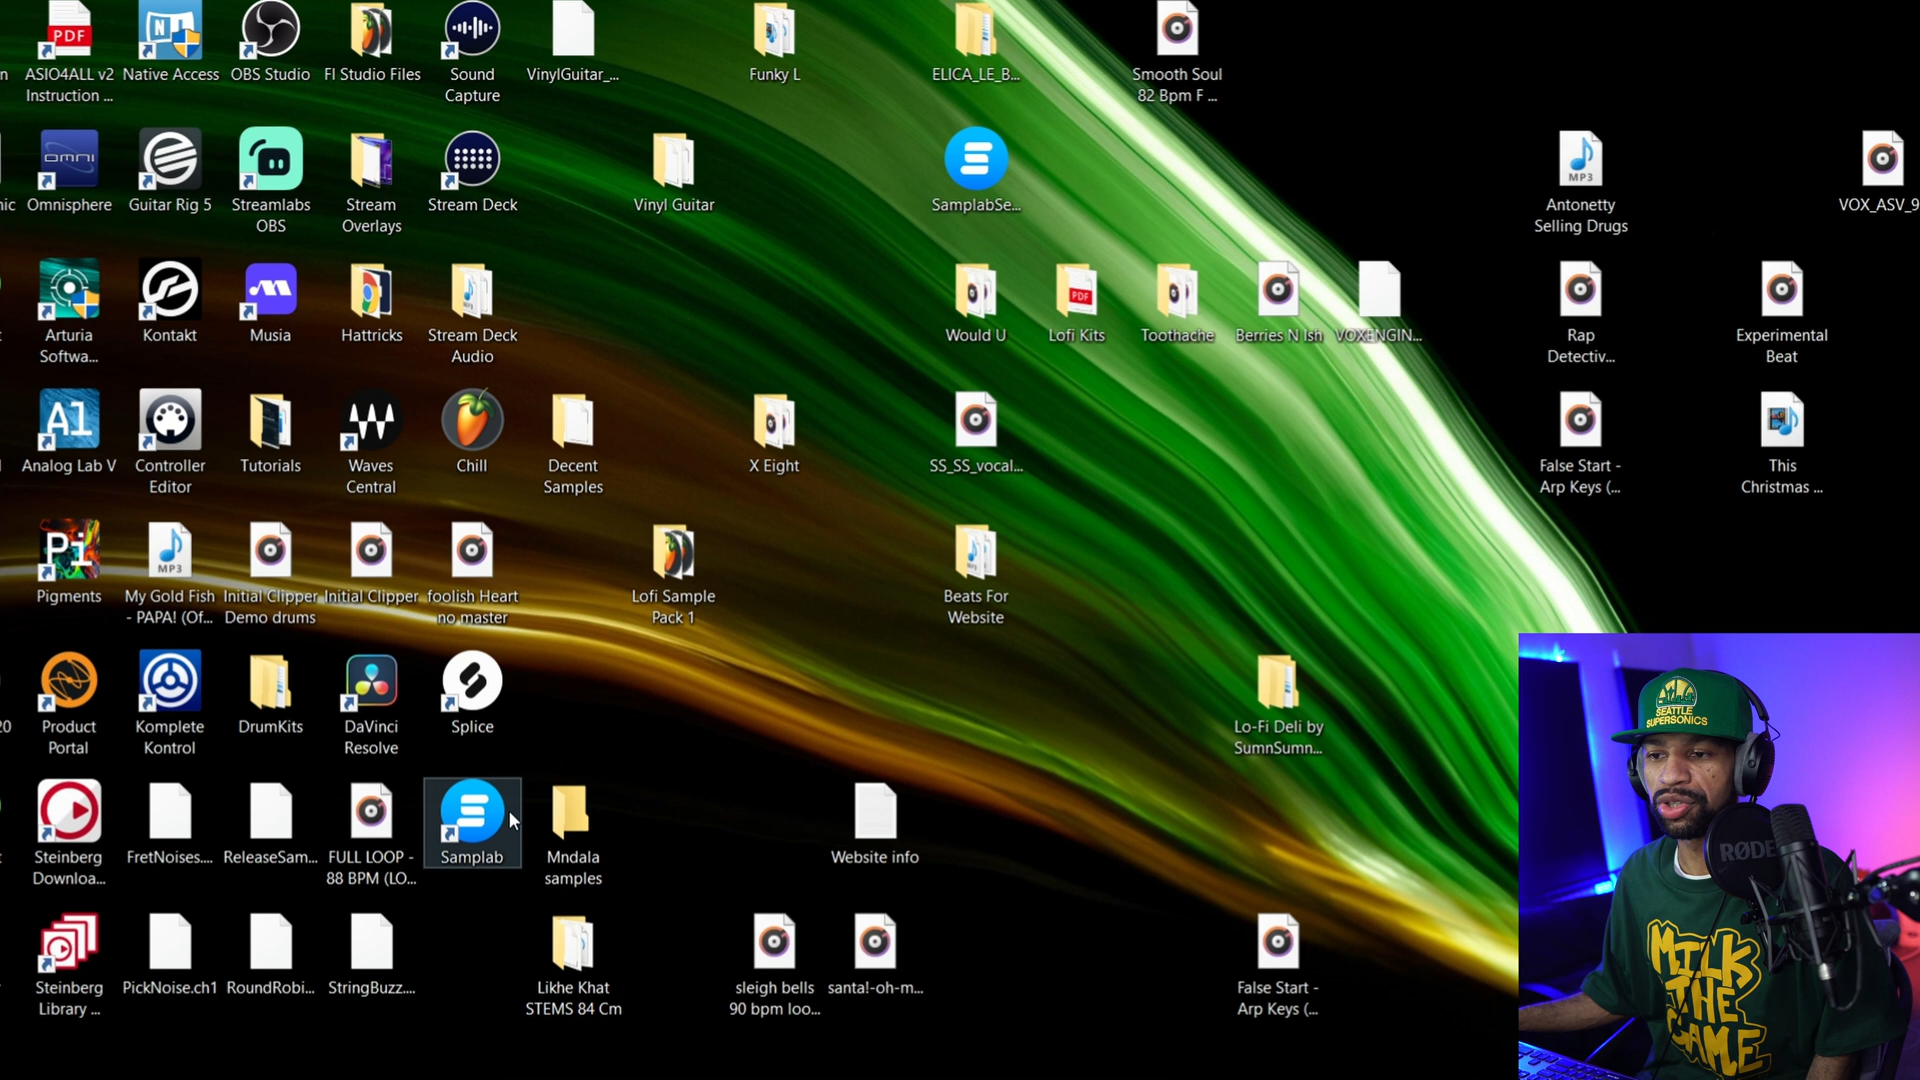 n
ASIO4ALL v2
Instruction ...
Native Access
OBS Studio
Fl Studio Files
Sound
Capture
VinylGuitar_...
Funky L
ELICA_LE_B...
Smooth Soul
82 Bpm F ...
nic
Omnisphere
Guitar Rig 5
Streamlabs
OBS
Stream
Overlays
Stream Deck
Vinyl Guitar
SamplabSe...
MP3
Antonetty
Selling Drugs
VOX_ASV_9
Arturia
Softwa...
Kontakt
Musia
Hattricks
Stream Deck
Audio
Would U
PDF
Lofi Kits
Toothache
Berries N Ish
VOXENGIN...
Rap
Detectiv...
Experimental
Beat
Analog Lab V
Controller
Editor
Tutorials
Waves
Central
Chill
Decent
Samples
X Eight
SS_SS_vocal...
False Start -
Arp Keys (...
This
Christmas ...
Pi
Pigments
MP3
My Gold Fish
- PAPA! (Of...
Initial Clipper
Demo drums
Initial Clipper
foolish Heart
no master
Lofi Sample
Pack 1
Beats For
Website
20
Product
Portal
Komplete
Kontrol
DrumKits
DaVinci
Resolve
Splice
Lo-Fi Deli by
SumnSumn...
Steinberg
Downloa...
FretNoises....
ReleaseSam...
FULL LOOP -
88 BPM (LO...
Samplab
Mndala
samples
Website info
Steinberg
Library ...
PickNoise.ch1
RoundRobi...
StringBuzz....
Likhe Khat
STEMS 84 Cm
sleigh bells
90 bpm loo...
santa!-oh-m...
False Start -
Arp Keys (...
PDF
N
OMNI
Al
SEATTLE
SUPERSONICS
RØDE
MILK
THE
GAME